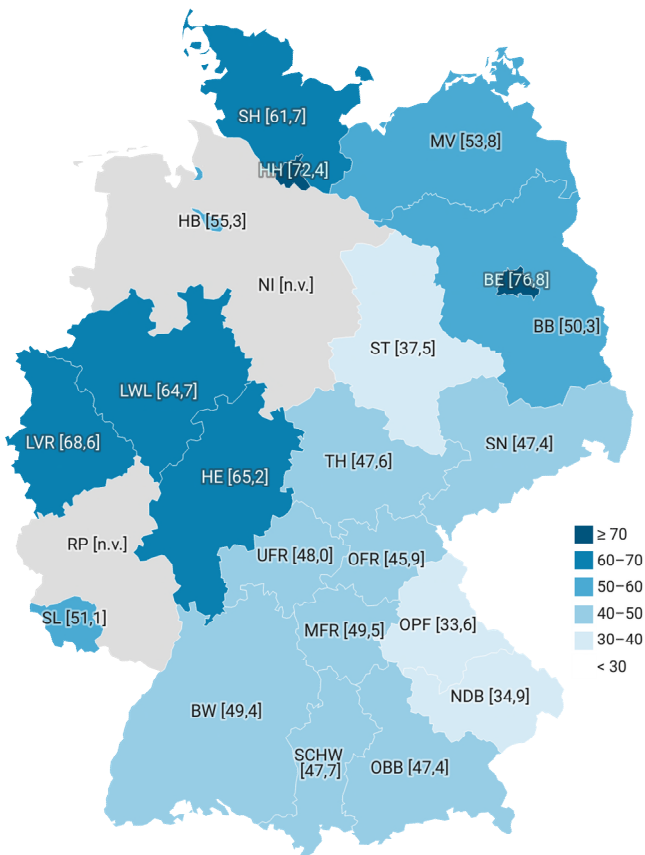 SH [61,7]
MV [53,8]
HH [72,4]
HB [55,3]
BE [76,8]
NI [n.v.]
BB [50,3]
ST [37,5]
LWL [64,7]
LVR [68,6]
SN [47,4]
TH [47,6]
HE [65,2]
RP [n.v.]
UFR [48,0]
OFR [45,9]
SL [51,1]
MFR [49,5]
OPF [33,6]
NDB [34,9]
BW [49,4]
SCHW
[47,7]
OBB [47,4]
≥ 70
60–70
50–60
40–50
30–40
< 30